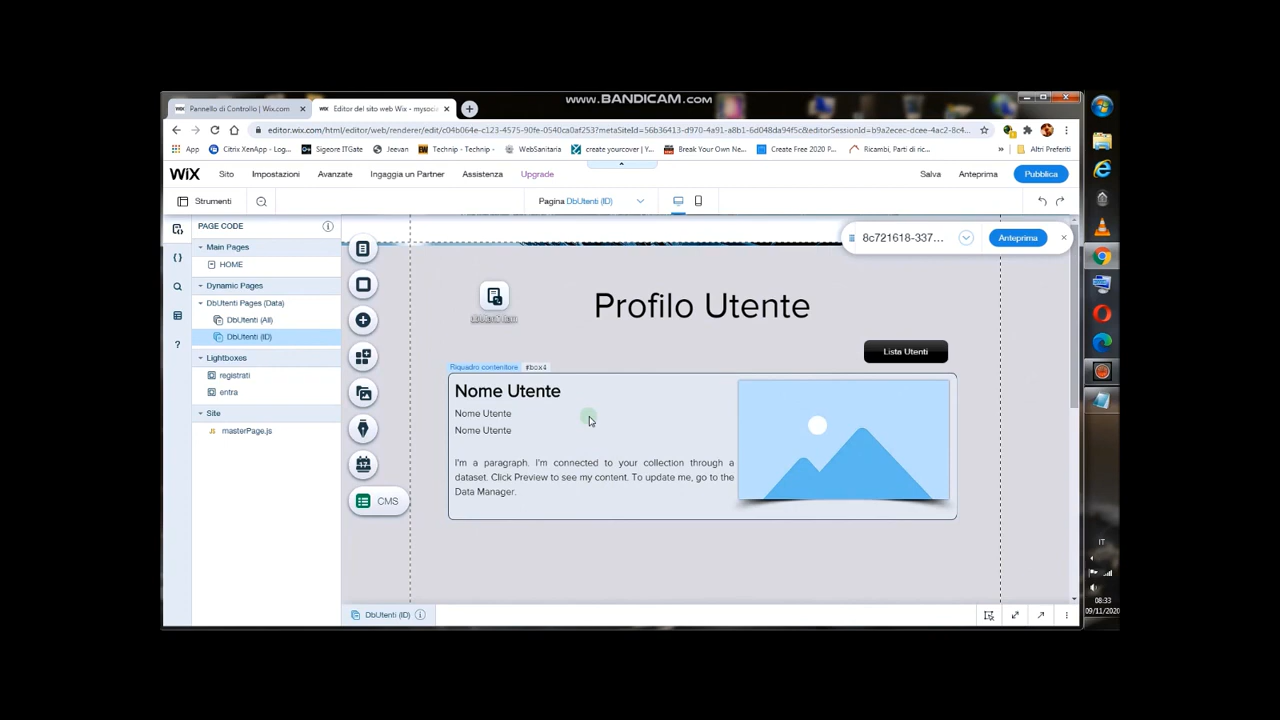 www.BANDICAM.com
Pannello di Controllo | Wix.com
Editor del sito web Wix - mysocia
editor.wix.com/html/editor/web/renderer/edit/c04b064e-c123-4575-90fe-0540ca0af253?metaSiteId=56b36413-d970-4a91-a8b1-6d048da94f5c&editorSessionId=b9a2ecec-dcee-4ac2-8c4...
App
Citrix XenApp - Log...
Sigeore ITGate
Jeevan
Technip - Technip -
WebSanitaria
create yourcover | Y...
Break Your Own Ne...
Create Free 2020 P...
Ricambi, Parti di ric...
Altri Preferiti
WiX
Sito
Impostazioni
Avanzate
Ingaggia un Partner
Assistenza
Upgrade
Salva
Anteprima
Pubblica
Strumenti
Pagina DbUtenti (ID)
PAGE CODE
Main Pages
HOME
Dynamic Pages
DbUtenti Pages (Data)
DbUtenti (All)
DbUtenti (ID)
Lightboxes
registrati
entra
Site
masterPage.js
CMS
8c721618-337...
Anteprima
Profilo Utente
Lista Utenti
Riquadro contenitore
#box4
Nome Utente
Nome Utente
Nome Utente
I'm a paragraph. I'm connected to your collection through a
dataset. Click Preview to see my content. To update me, go to the
Data Manager.
DbUtenti (ID)
IT
08:33
09/11/2020